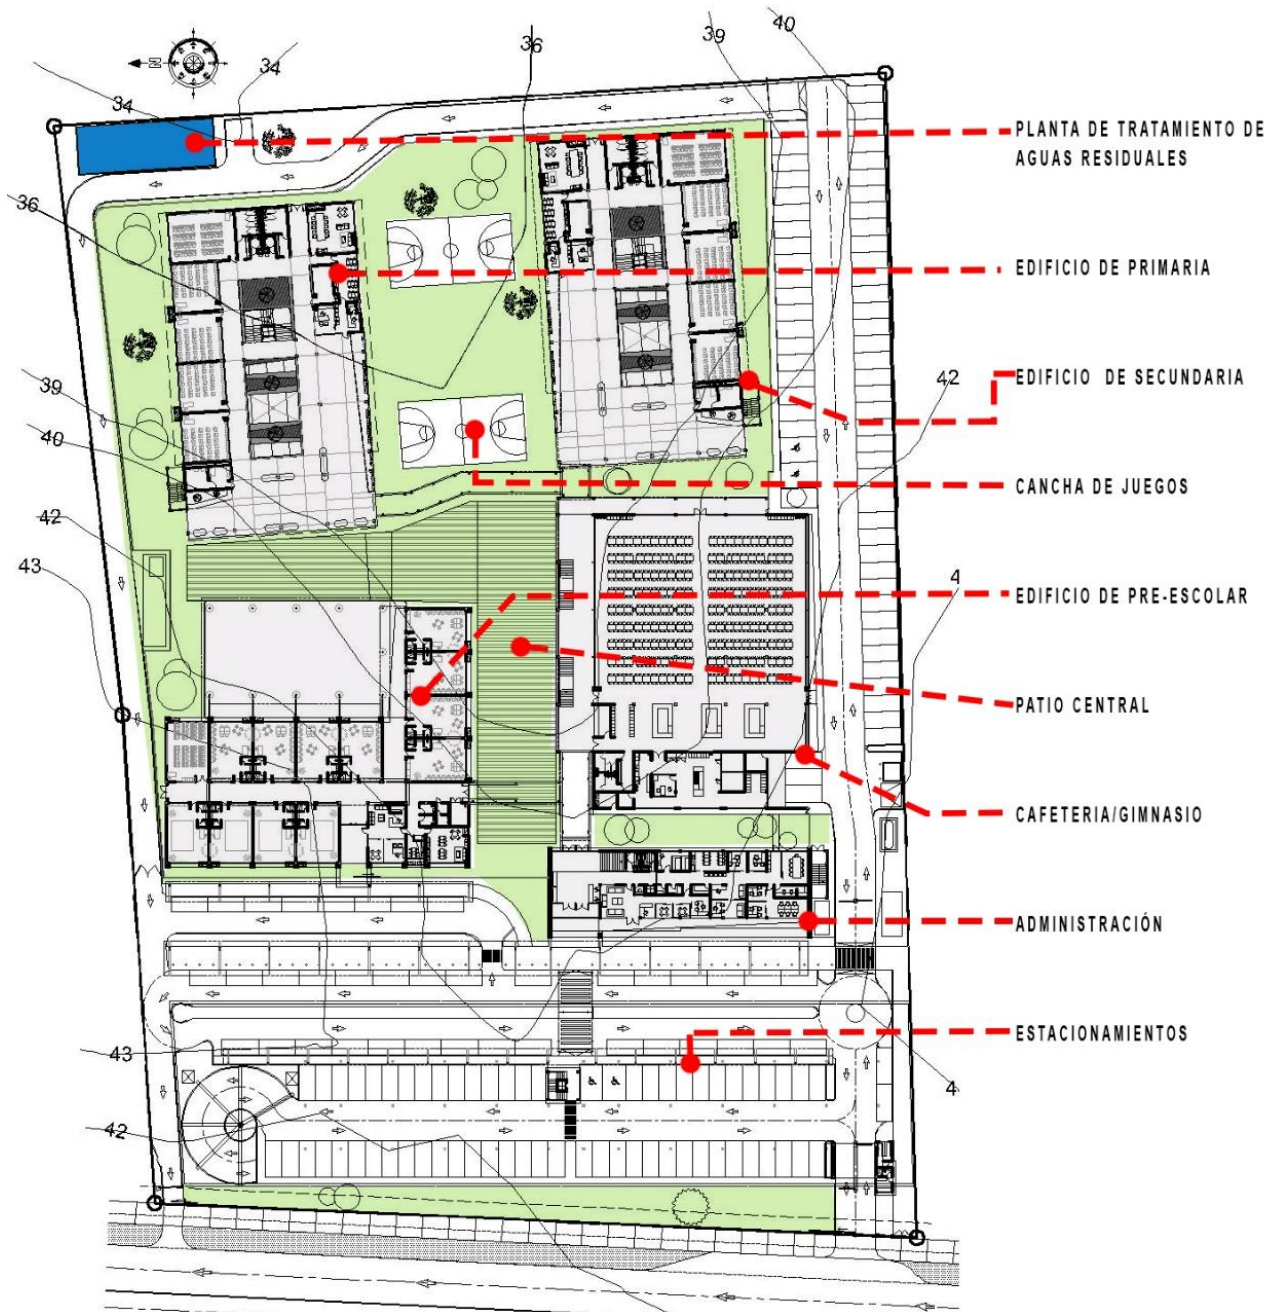 40
39
36
34
N
34
PLANTA DE TRATAMIENTO DE
AGUAS RESIDUALES
36
EDIFICIO DE PRIMARIA
39
42
EDIFICIO DE SECUNDARIA
40
CANCHA DE JUEGOS
42
43
4
EDIFICIO DE PRE-ESCOLAR
PATIO CENTRAL
CAFETERIA/GIMNASIO
ADMINISTRACIÓN
ESTACIONAMIENTOS
43
4
42